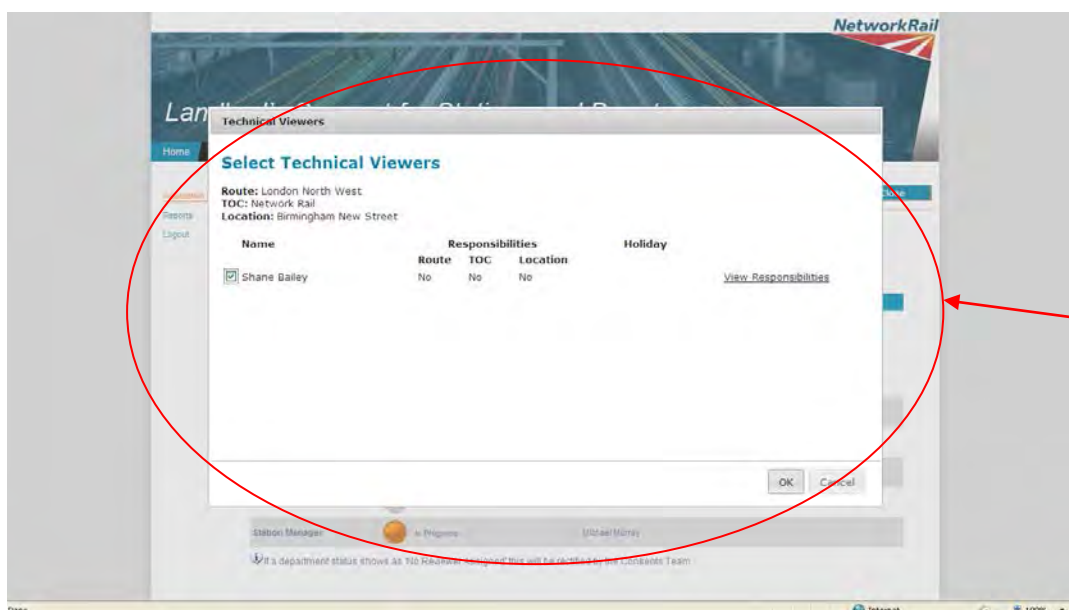 NetworkRail
Home
Technical Viewers
Select Technical Viewers
Route: London North West
TOC: Network Rail
Location: Birmingham New Street
Close
Reports
Logout
Name Responsibilities Holiday
Route TOC Location
Shane Bailey No No No View Responsibilities
OK Cancel
Station Manager In Progress Michael Murray
If a department status shows as 'No Reviewer assigned' this will be rectified by the Consents Team
Internet 100%